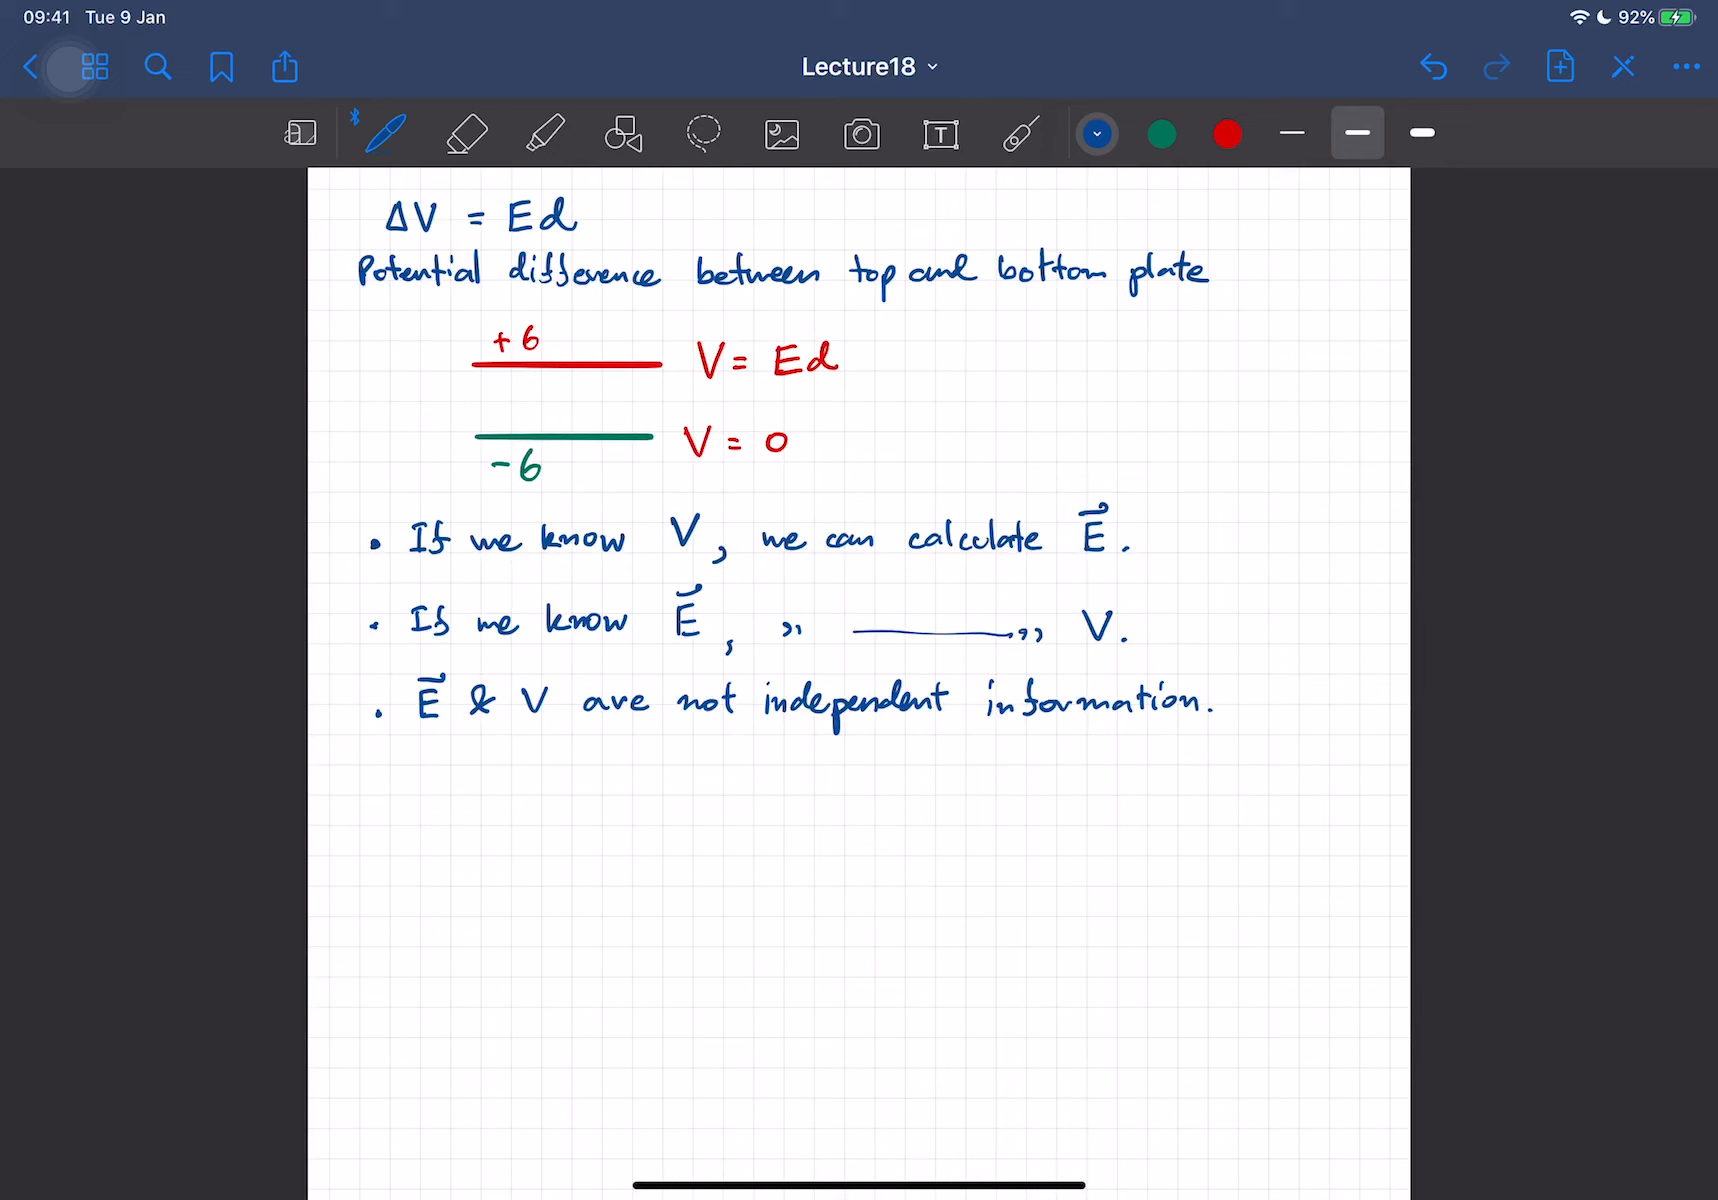 09:41 Tue 9 Jan 92%
Lecture18
T
ΔV = Ed
Potential difference between top and bottom plate
+6
V = Ed
V = 0
-6
• If we know V, we can calculate E⃗.
• If we know E⃗, ,, ———,, V.
• E⃗ & V are not independent information.